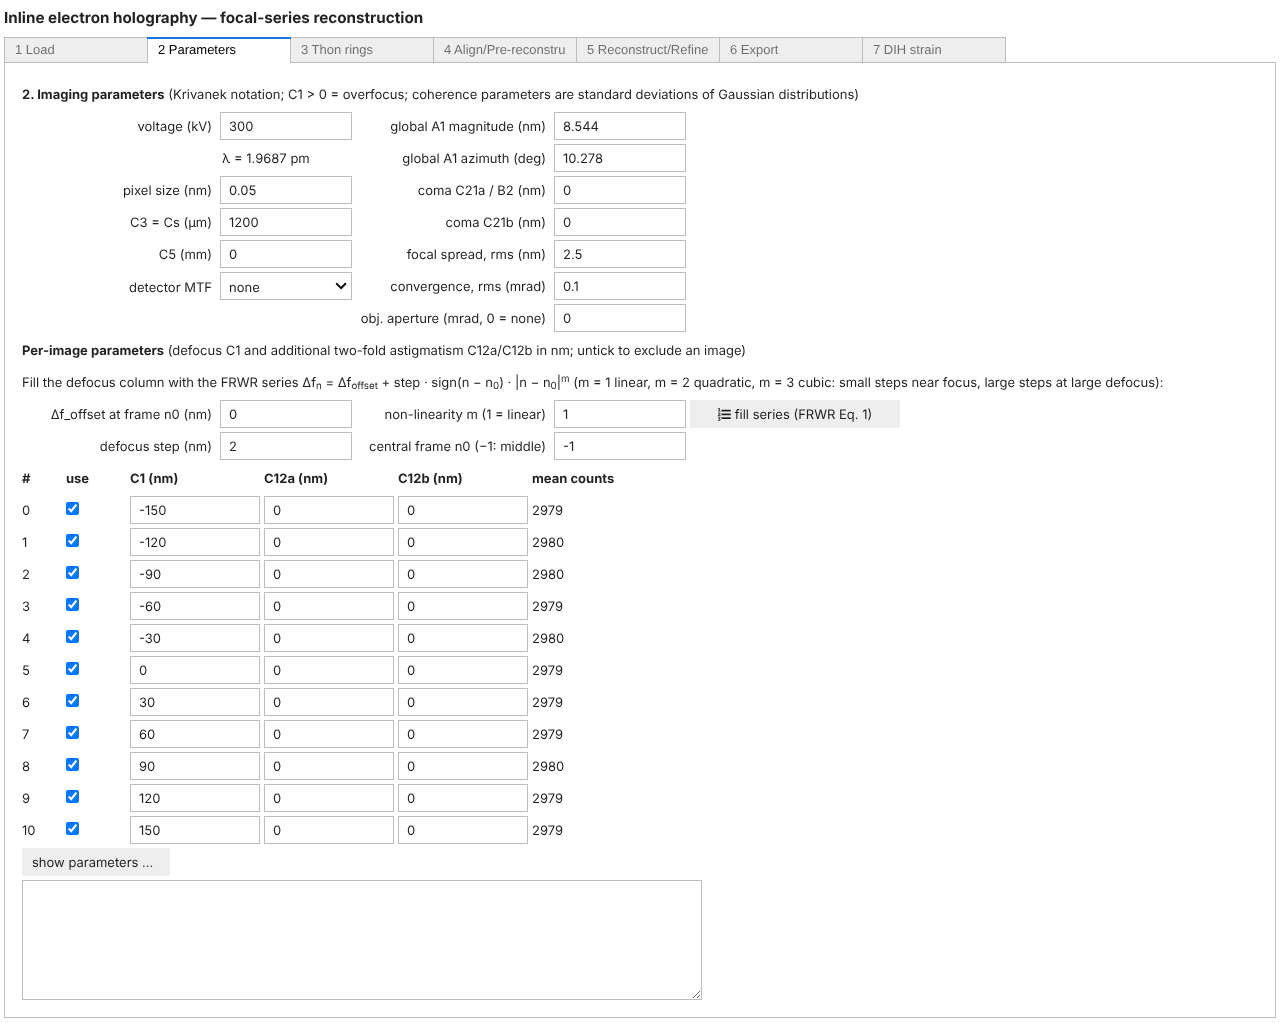 Inline electron holography — focal-series reconstruction
1 Load 2 Parameters 3 Thon rings 4 Align/Pre-reconstru 5 Reconstruct/Refine 6 Export 7 DIH strain
2. Imaging parameters (Krivanek notation; C1 > 0 = overfocus; coherence parameters are standard deviations of Gaussian distributions)
voltage (kV) 300 global A1 magnitude (nm) 8.544
λ = 1.9687 pm global A1 azimuth (deg) 10.278
pixel size (nm) 0.05 coma C21a / B2 (nm) 0
C3 = Cs (μm) 1200 coma C21b (nm) 0
C5 (mm) 0 focal spread, rms (nm) 2.5
detector MTF none convergence, rms (mrad) 0.1
obj. aperture (mrad, 0 = none) 0
Per-image parameters (defocus C1 and additional two-fold astigmatism C12a/C12b in nm; untick to exclude an image)
Fill the defocus column with the FRWR series Δfn = Δfoffset + step · sign(n − n0) · |n − n0|m (m = 1 linear, m = 2 quadratic, m = 3 cubic: small steps near focus, large steps at large defocus):
Δf_offset at frame n0 (nm) 0 non-linearity m (1 = linear) 1 fill series (FRWR Eq. 1)
defocus step (nm) 2 central frame n0 (−1: middle) -1
# use C1 (nm) C12a (nm) C12b (nm) mean counts
0 -150 0 0 2979
1 -120 0 0 2980
2 -90 0 0 2980
3 -60 0 0 2979
4 -30 0 0 2980
5 0 0 0 2979
6 30 0 0 2979
7 60 0 0 2979
8 90 0 0 2980
9 120 0 0 2979
10 150 0 0 2979
show parameters ...